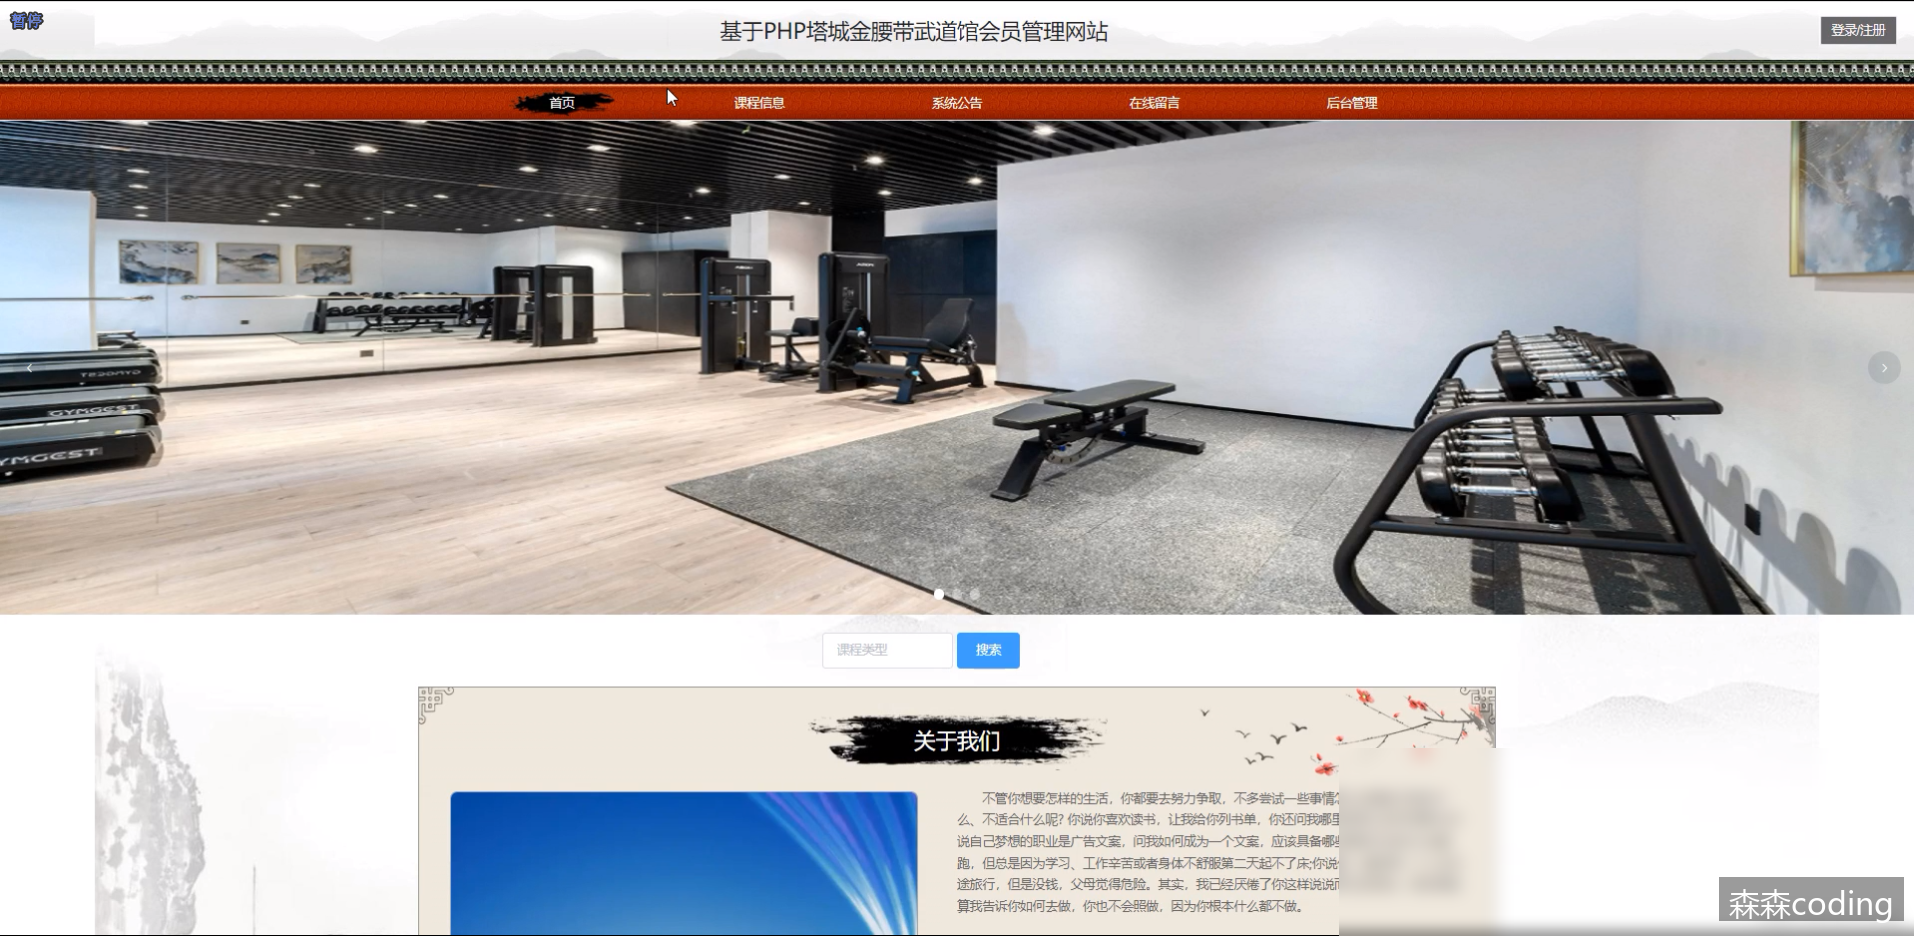 暂停
基于PHP塔城金腰带武道馆会员管理网站
登录/注册
首页 课程信息 系统公告 在线留言 后台管理
GYMGEST
YMGEST
课程类型 搜索
关于我们
不管你想要怎样的生活，你都要去努力争取，不多尝试一些事情怎
么、不适合什么呢? 你说你喜欢读书，让我给你列书单，你还问我哪里
说自己梦想的职业是广告文案，问我如何成为一个文案，应该具备哪些
跑，但总是因为学习、工作辛苦或者身体不舒服第二天起不了床;你说
途旅行，但是没钱，父母觉得危险。其实，我已经厌倦了你这样说说而
算我告诉你如何去做，你也不会照做，因为你根本什么都不做。
森森coding